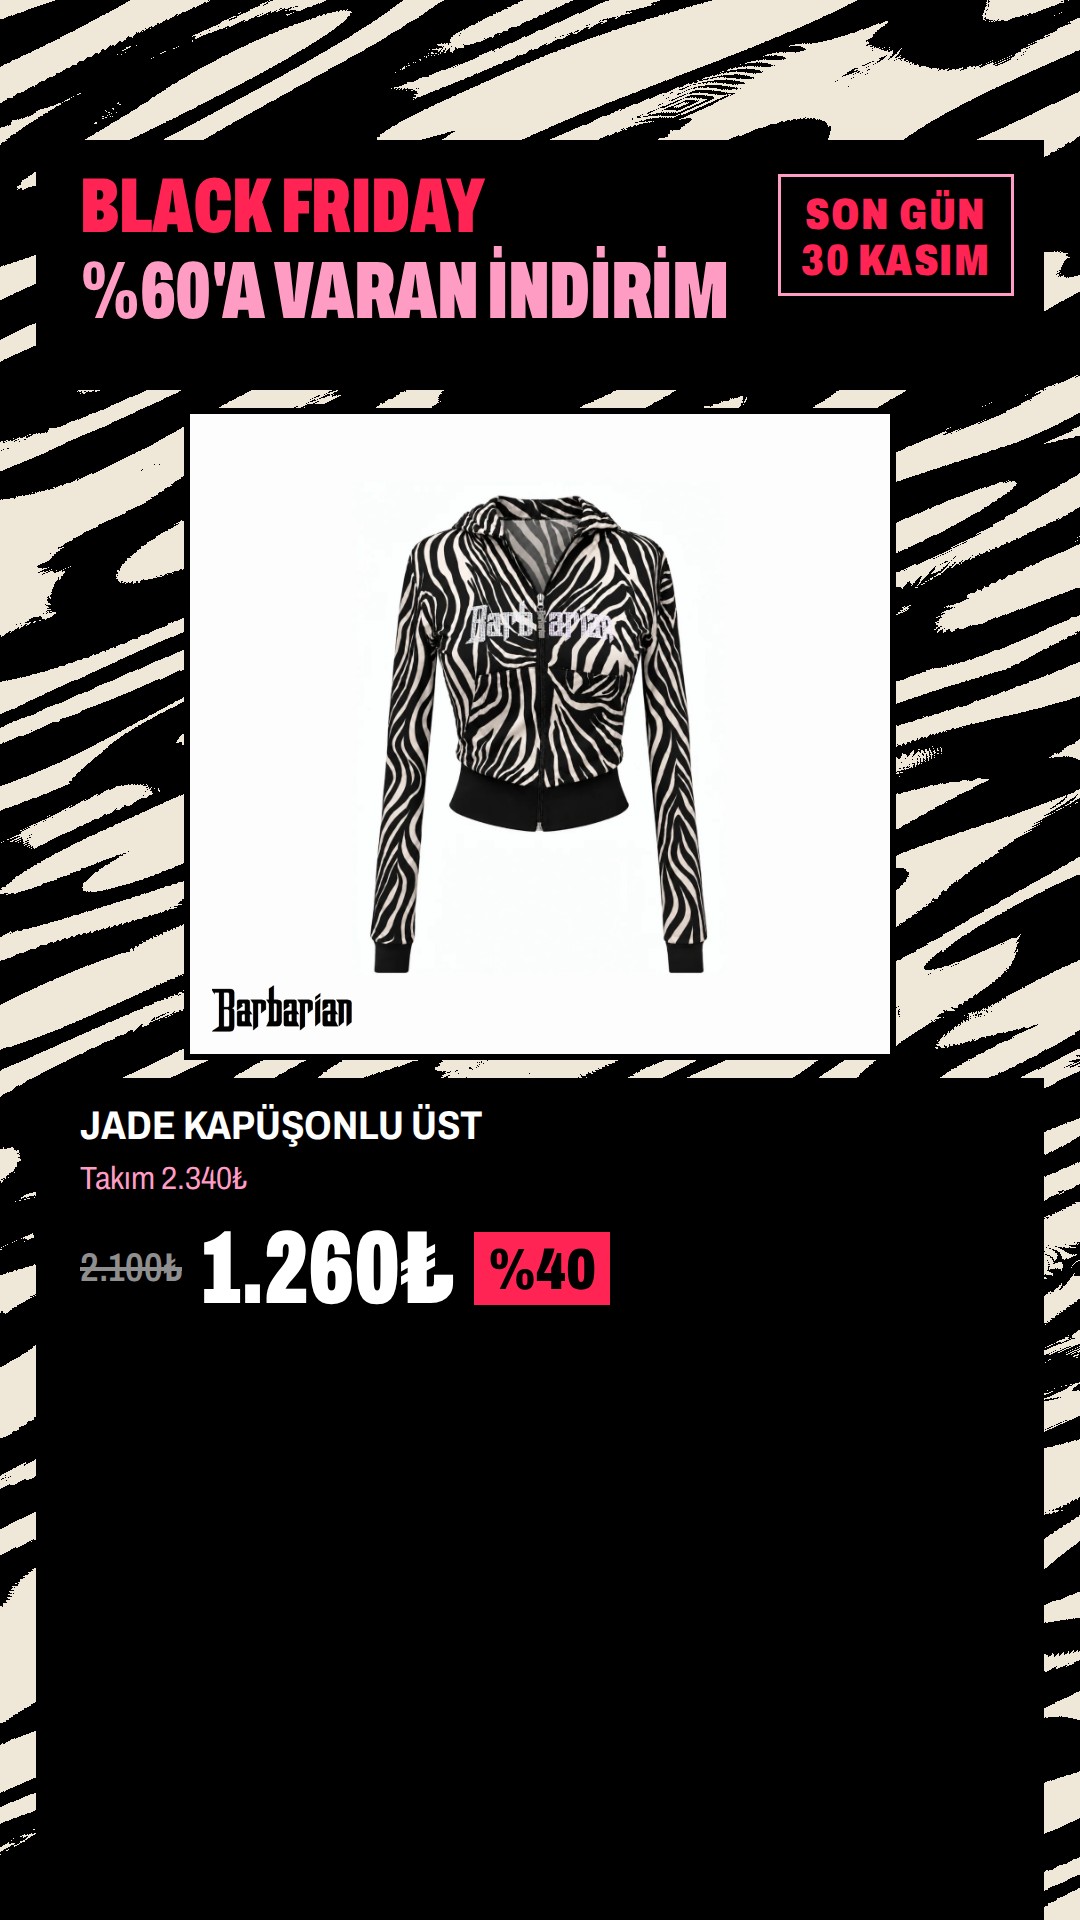 BLACK FRIDAY
%60'A VARAN İNDİRİM
SON GÜN
30 KASIM
Barbarian
Barbarian
JADE KAPÜŞONLU ÜST
Takım 2.340₺
2.100₺ 1.260₺ %40